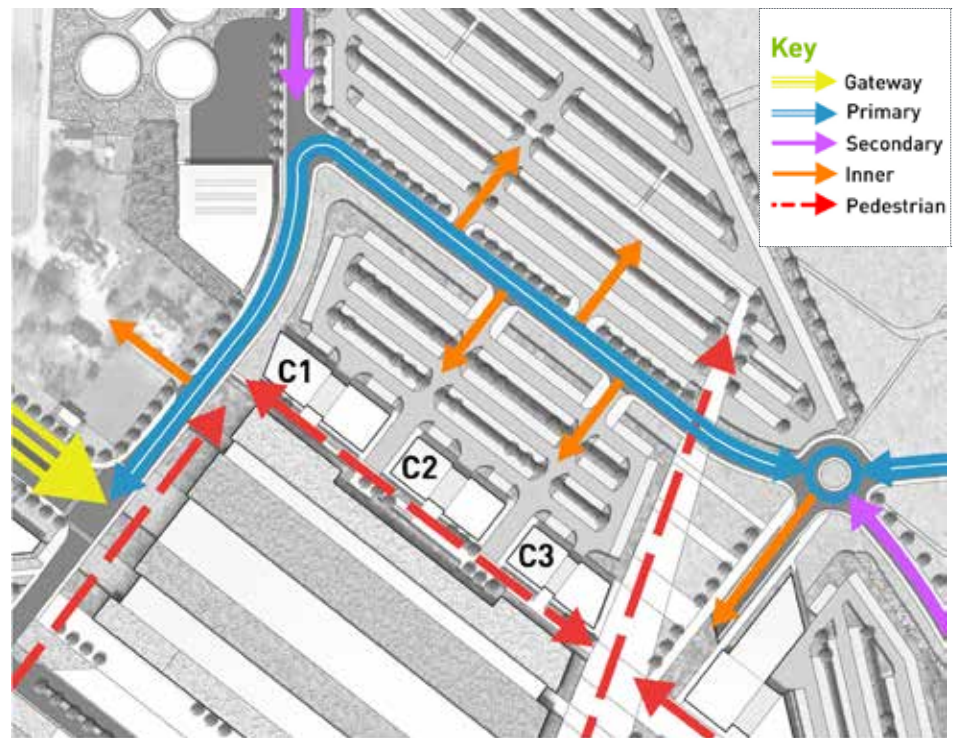 Key
Gateway
Primary
Secondary
Inner
Pedestrian
C1
C2
C3